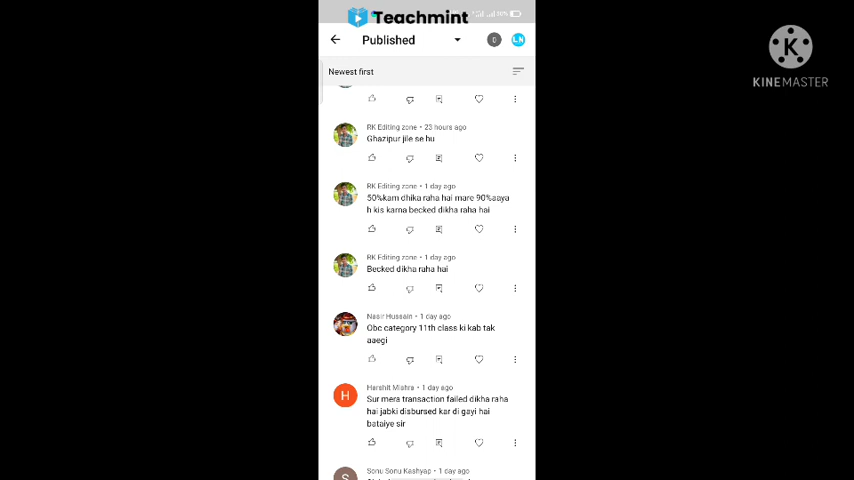 Teachmint
Published
0
LN
Newest first
RK Editing zone • 23 hours ago
Ghazipur jile se hu
RK Editing zone • 1 day ago
50%kam dhika raha hai mare 90%aaya
h kis karna becked dikha raha hai
RK Editing zone • 1 day ago
Becked dikha raha hai
Nasir Hussain • 1 day ago
Obc category 11th class ki kab tak
aaegi
H
Harshit Mishra • 1 day ago
Sur mera transaction failed dikha raha
hai jabki disbursed kar di gayi hai
bataiye sir
S
Sonu Sonu Kashyap • 1 day ago
K
KINEMASTER